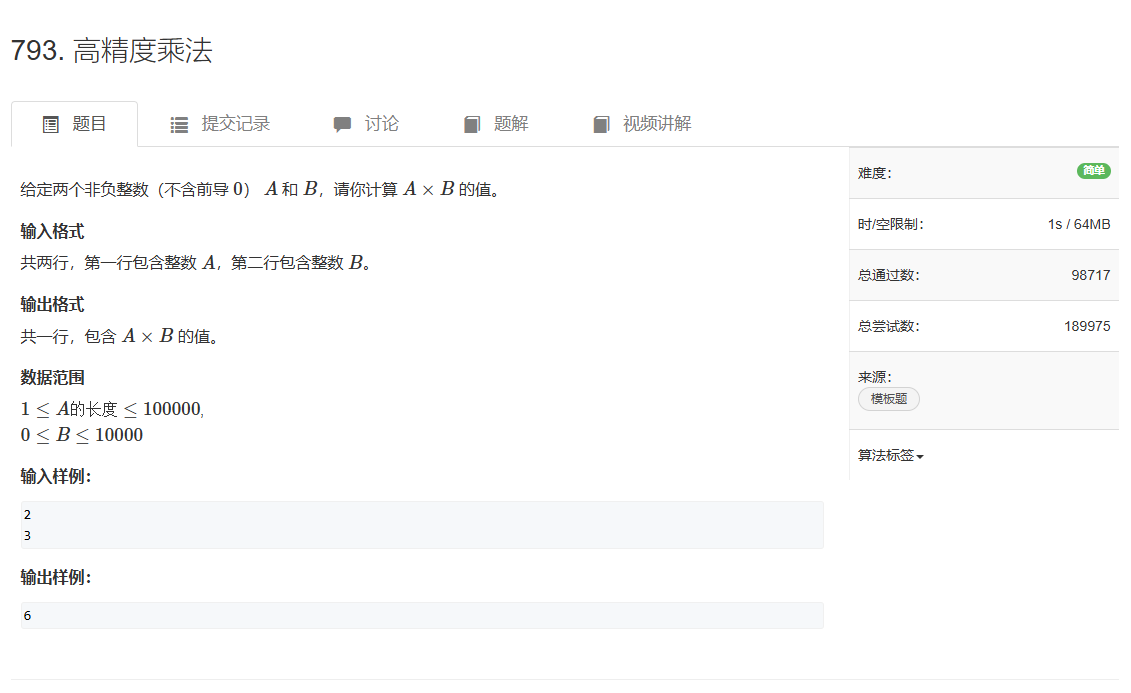 793. 高精度乘法
题目 提交记录 讨论 题解 视频讲解
给定两个非负整数（不含前导 0） A 和 B，请你计算 A × B 的值。
输入格式
共两行，第一行包含整数 A，第二行包含整数 B。
输出格式
共一行，包含 A × B 的值。
数据范围
1 ≤ A的长度 ≤ 100000,
0 ≤ B ≤ 10000
输入样例：
2
3
输出样例：
6
难度： 简单
时/空限制： 1s / 64MB
总通过数： 98717
总尝试数： 189975
来源：
模板题
算法标签